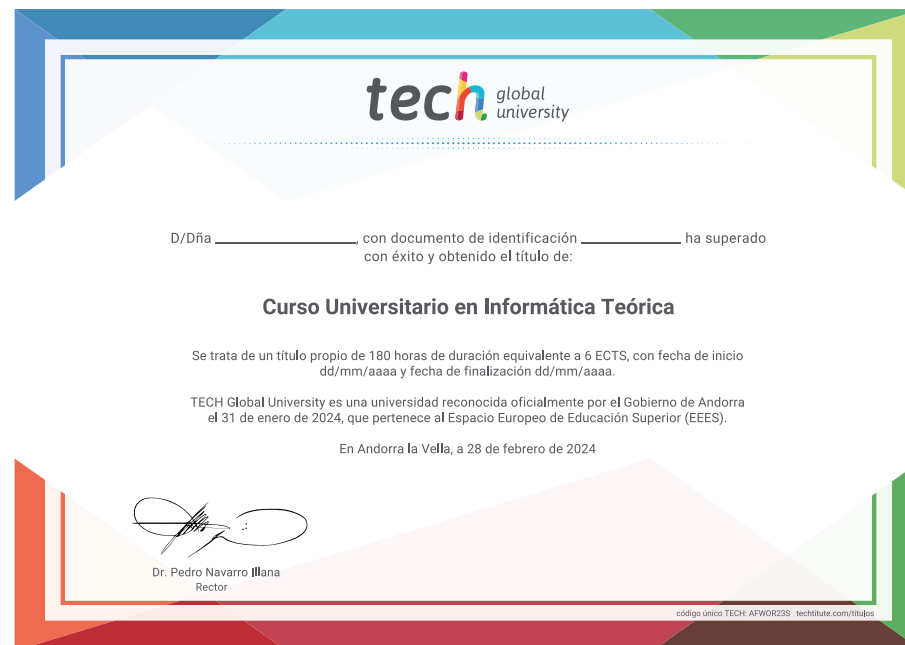 tech global university
D/Dña ______________, con documento de identificación __________ ha superado
con éxito y obtenido el título de:
Curso Universitario en Informática Teórica
Se trata de un título propio de 180 horas de duración equivalente a 6 ECTS, con fecha de inicio
dd/mm/aaaa y fecha de finalización dd/mm/aaaa.
TECH Global University es una universidad reconocida oficialmente por el Gobierno de Andorra
el 31 de enero de 2024, que pertenece al Espacio Europeo de Educación Superior (EEES).
En Andorra la Vella, a 28 de febrero de 2024
Dr. Pedro Navarro Illana
Rector
código único TECH: AFWOR23S techtitute.com/titulos